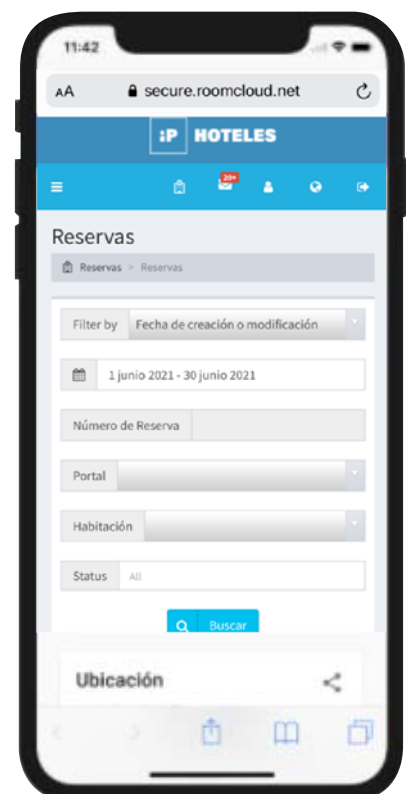 11:42
AA secure.roomcloud.net
iP HOTELES
20+
Reservas
Reservas > Reservas
Filter by Fecha de creación o modificación
1 junio 2021 - 30 junio 2021
Número de Reserva
Portal
Habitación
Status All
Buscar
Ubicación